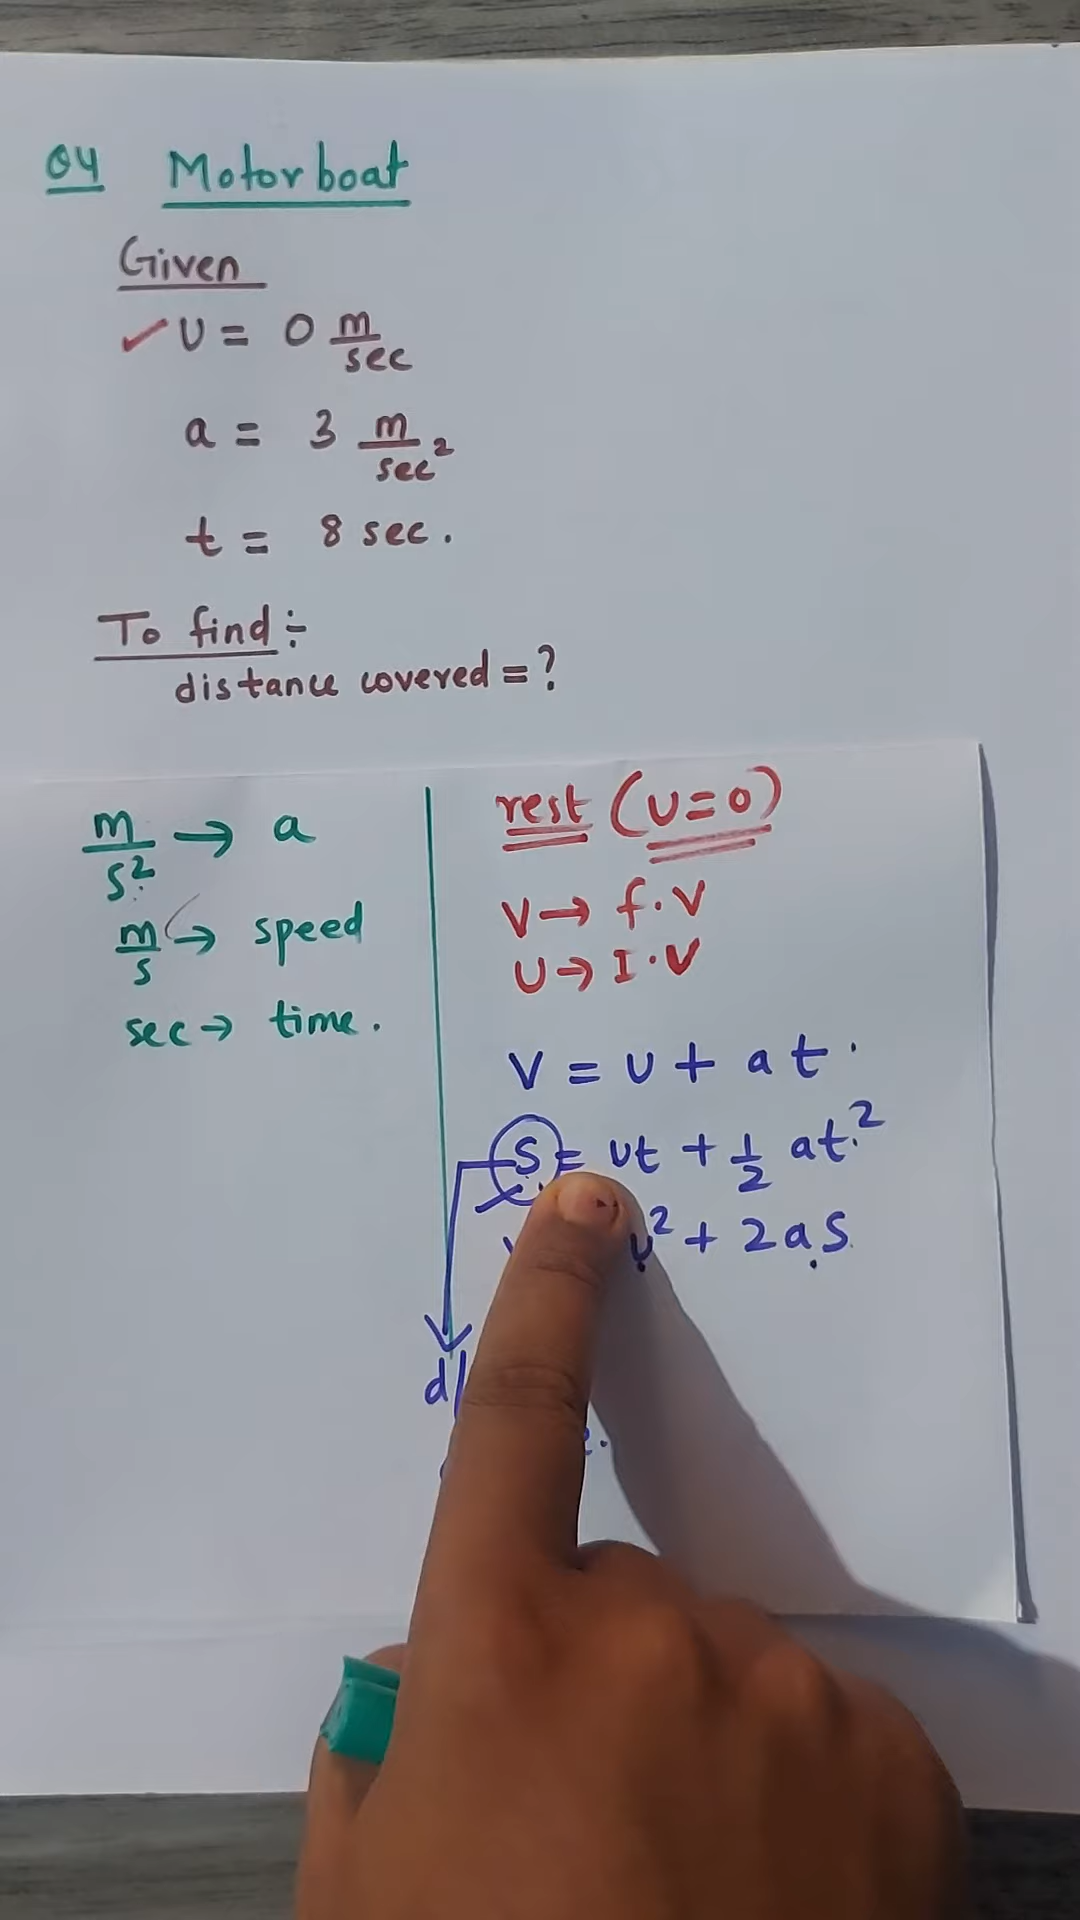 Q4 Motorboat
Given
✓ U = 0 m/sec
a = 3 m/sec²
t = 8 sec.
To find :-
distance covered = ?
m/s² → a
m/s → speed
sec → time.
rest (U=0)
V → f.V
U → I.V
V = U + at
S = Ut + 1/2 at²
U² + 2aS